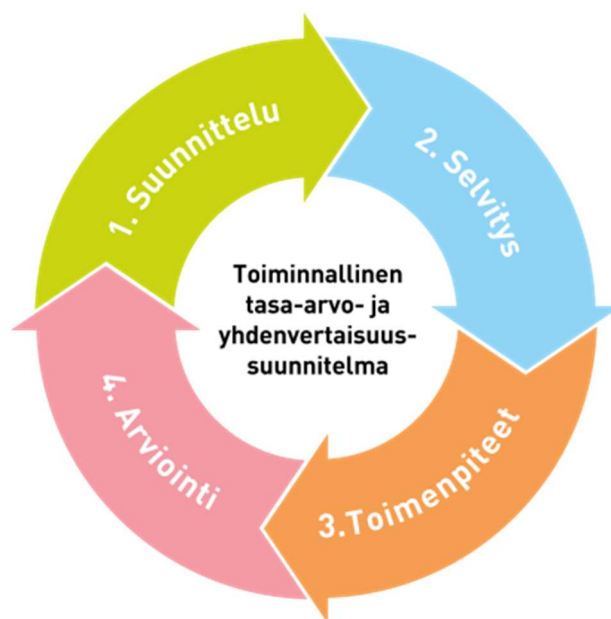 1. Suunnittelu
2. Selvitys
3.Toimenpiteet
4. Arviointi
Toiminnallinen
tasa-arvo- ja
yhdenvertaisuus-
suunnitelma